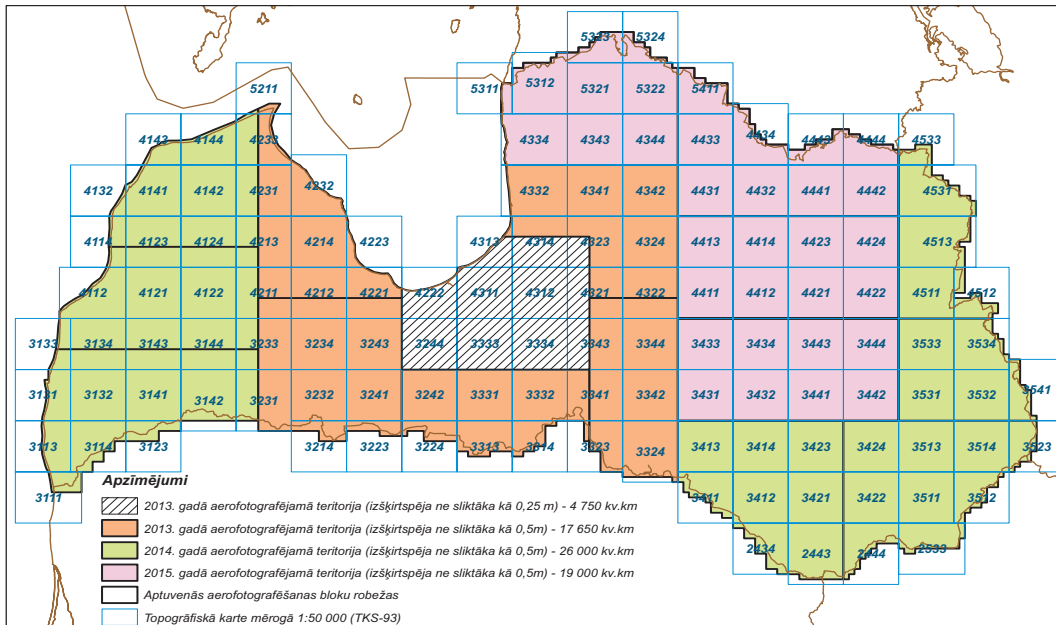 5323 5324
5311 5312 5321 5322 5411
5211
4143 4144 4233 4334 4343 4344 4433 4434 4443 4444 4533
4132 4141 4142 4231 4232 4332 4341 4342 4431 4432 4441 4442 4531
4114 4123 4124 4213 4214 4223 4313 4314 4323 4324 4413 4414 4423 4424 4513
4112 4121 4122 4211 4212 4221 4222 4311 4312 4321 4322 4411 4412 4421 4422 4511 4512
3133 3134 3143 3144 3233 3234 3243 3244 3333 3334 3343 3344 3433 3434 3443 3444 3533 3534
3131 3132 3141 3142 3231 3232 3241 3242 3331 3332 3341 3342 3431 3432 3441 3442 3531 3532 3541
3113 3114 3123 3214 3223 3224 3313 3314 3323 3324 3413 3414 3423 3424 3513 3514 3523
3111 3411 3412 3421 3422 3511 3512
2434 2443 2444 2533
Apzīmējumi
2013. gadā aerofotografējamā teritorija (izšķirtspēja ne sliktāka kā 0,25 m) - 4 750 kv.km
2013. gadā aerofotografējamā teritorija (izšķirtspēja ne sliktāka kā 0,5m) - 17 650 kv.km
2014. gadā aerofotografējamā teritorija (izšķirtspēja ne sliktāka kā 0,5m) - 26 000 kv.km
2015. gadā aerofotografējamā teritorija (izšķirtspēja ne sliktāka kā 0,5m) - 19 000 kv.km
Aptuvenās aerofotografēšanas bloku robežas
Topogrāfiskā karte mērogā 1:50 000 (TKS-93)